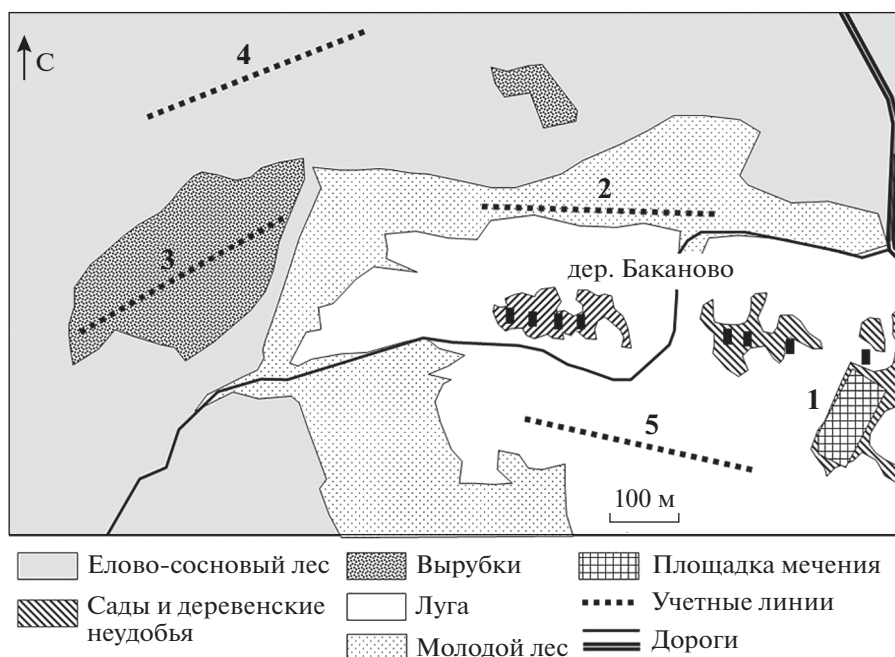 4
С
2
3
дер. Баканово
1
5
100 м
Елово-сосновый лес
Вырубки
Площадка мечения
Сады и деревенские
неудобья
Луга
Учетные линии
Молодой лес
Дороги